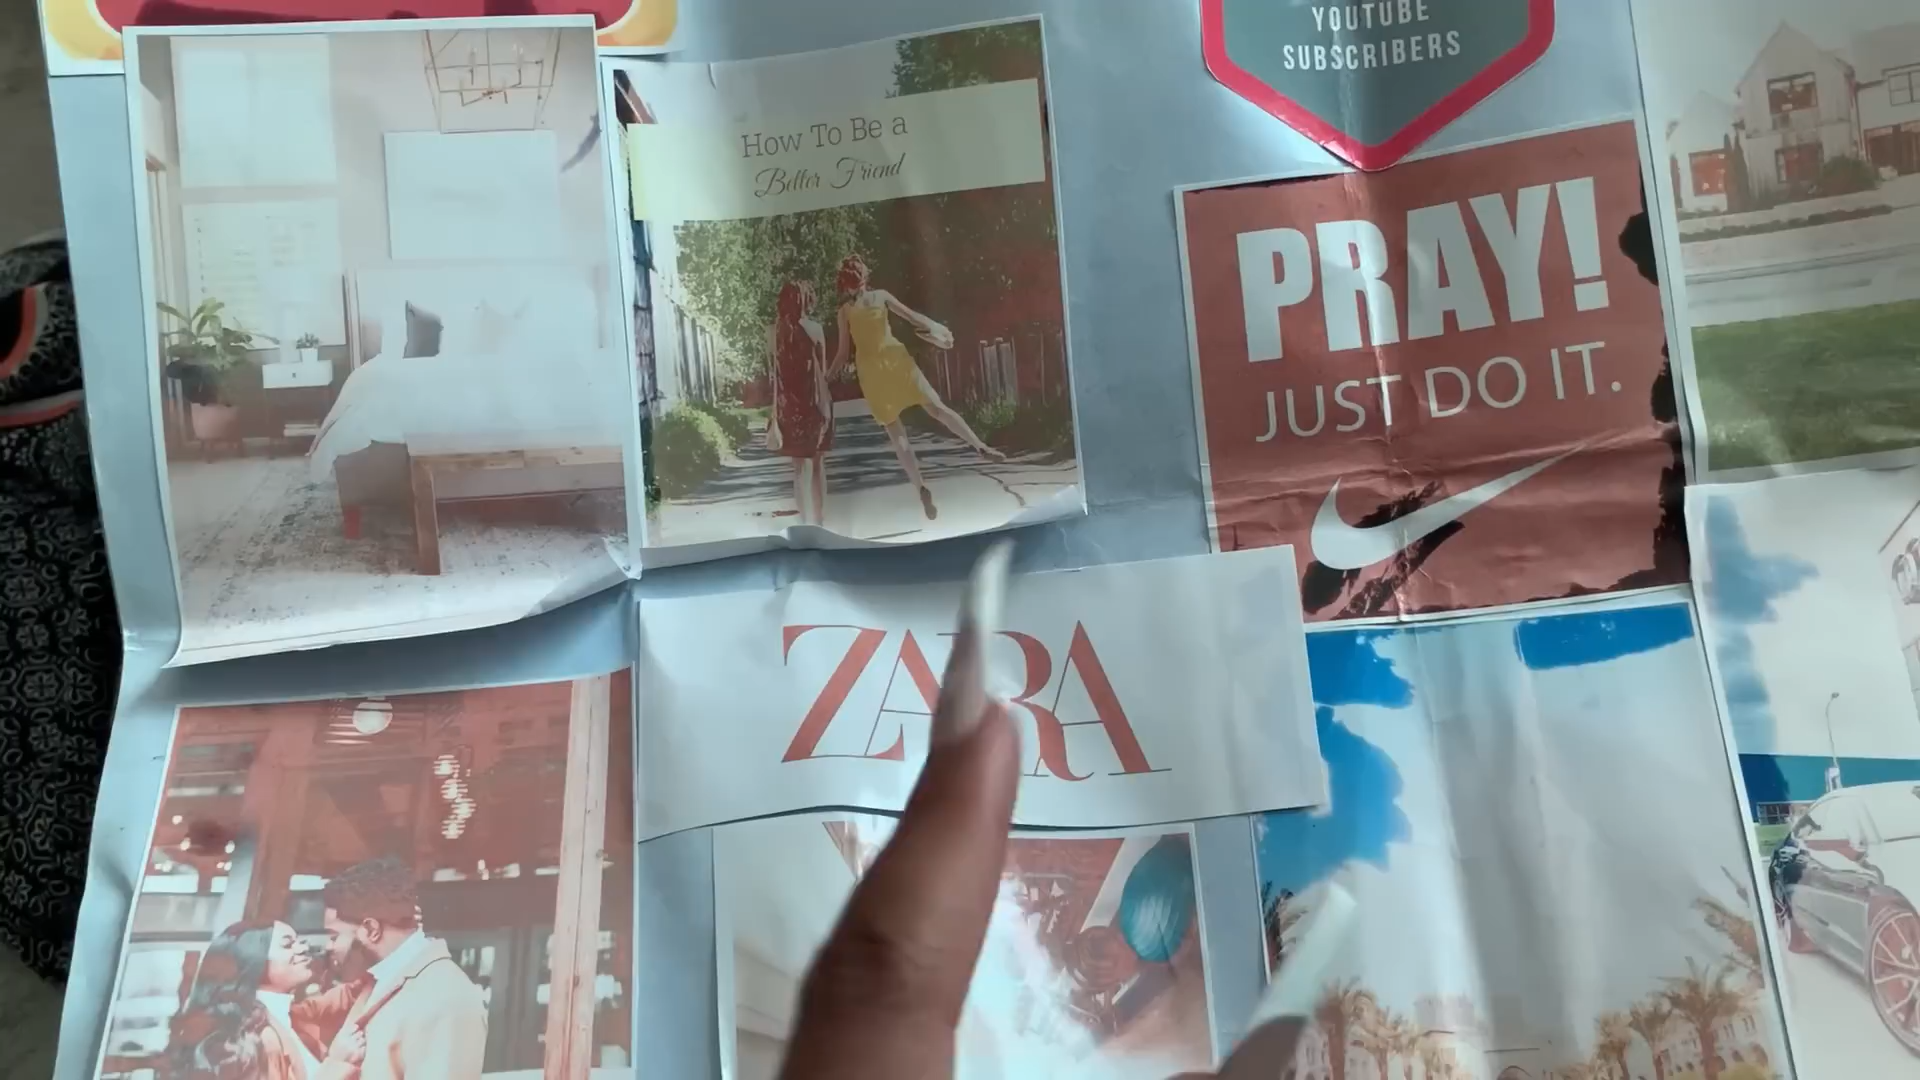 YOUTUBE
SUBSCRIBERS
How To Be a
Better Friend
PRAY!
JUST DO IT.
ZARA